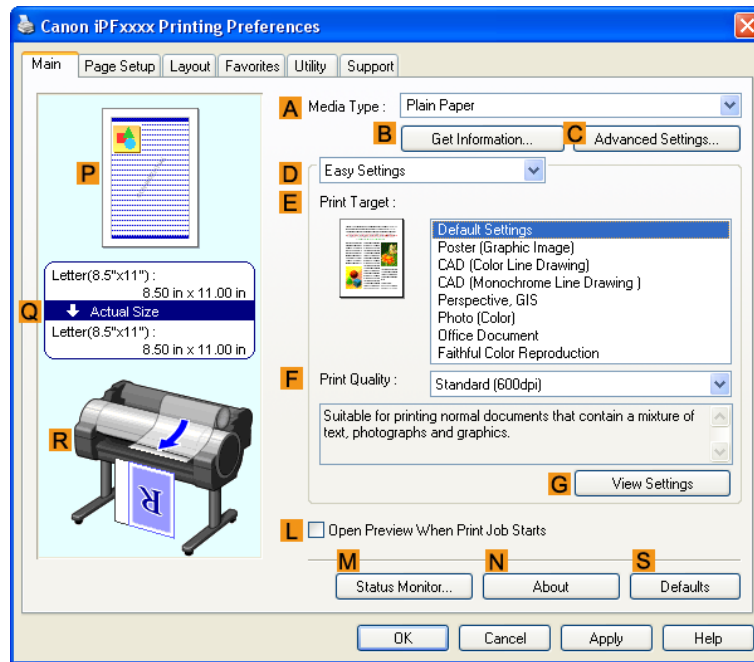 Canon iPFxxxx Printing Preferences
Main Page Setup Layout Favorites Utility Support
A Media Type : Plain Paper
B Get Information... C Advanced Settings...
D Easy Settings
E Print Target :
Default Settings
Poster (Graphic Image)
CAD (Color Line Drawing)
CAD (Monochrome Line Drawing )
Perspective, GIS
Photo (Color)
Office Document
Faithful Color Reproduction
F Print Quality : Standard (600dpi)
Suitable for printing normal documents that contain a mixture of
text, photographs and graphics.
G View Settings
L Open Preview When Print Job Starts
M Status Monitor... N About S Defaults
P
Letter(8.5"x11") :
8.50 in x 11.00 in
Q Actual Size
Letter(8.5"x11") :
8.50 in x 11.00 in
R
R
OK Cancel Apply Help